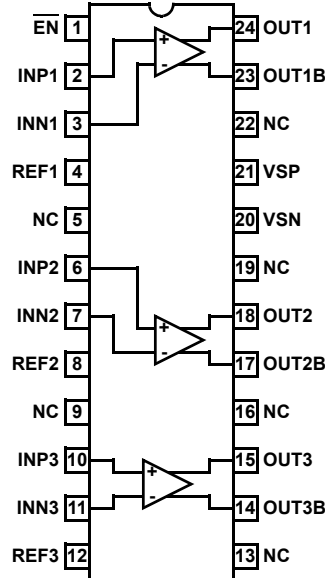 EN 1 24 OUT1
INP1 2 + - 23 OUT1B
INN1 3 22 NC
REF1 4 21 VSP
NC 5 20 VSN
INP2 6 19 NC
INN2 7 + - 18 OUT2
REF2 8 17 OUT2B
NC 9 16 NC
INP3 10 + - 15 OUT3
INN3 11 14 OUT3B
REF3 12 13 NC